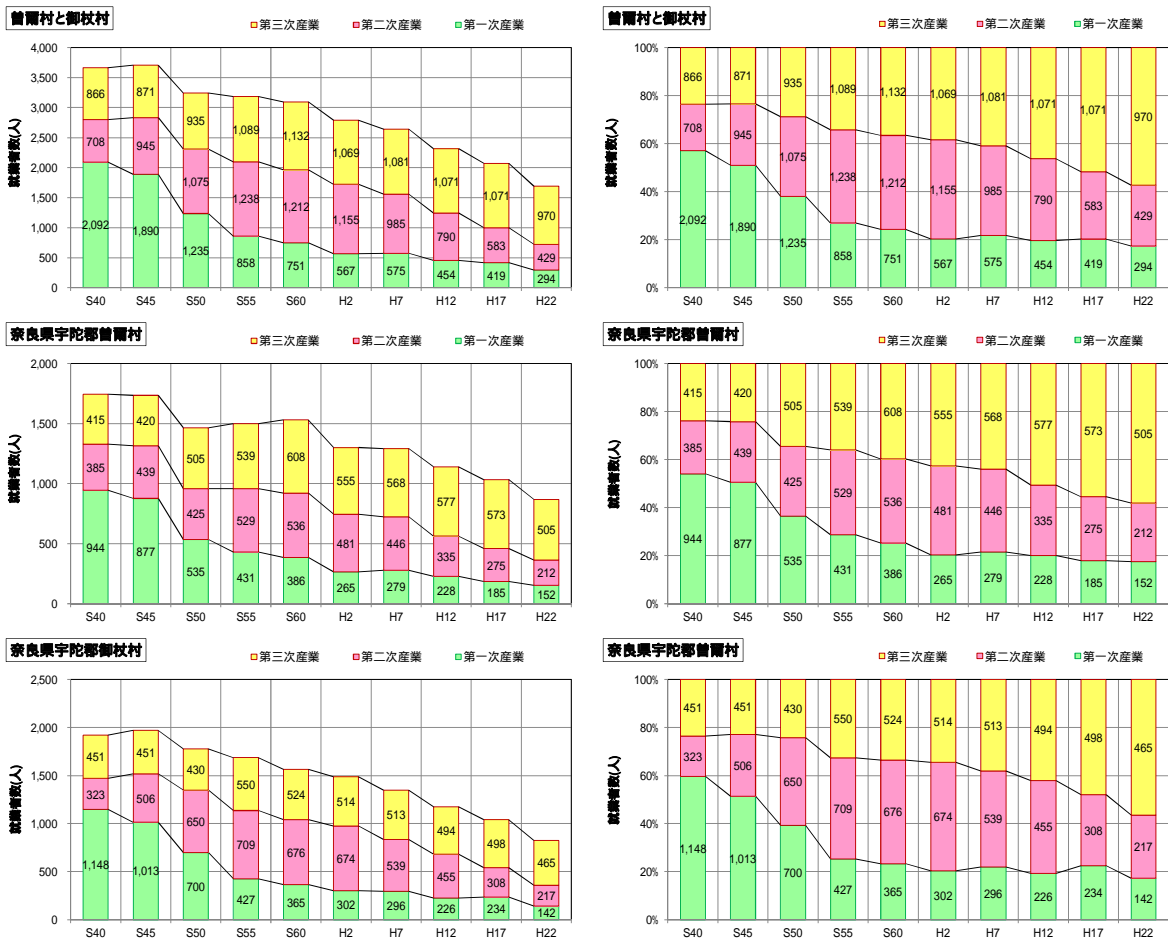 曽爾村と御杖村
第三次産業 第二次産業 第一次産業
就業者数(人)
4,000
3,500
3,000
2,500
2,000
1,500
1,000
500
0
866 871 935 1,089 1,132 1,069 1,081 1,071 1,071 970
708 945 1,075 1,238 1,212 1,155 985 790 583 429
2,092 1,890 1,235 858 751 567 575 454 419 294
S40 S45 S50 S55 S60 H2 H7 H12 H17 H22
曽爾村と御杖村
第三次産業 第二次産業 第一次産業
就業者数(人)
100%
80%
60%
40%
20%
0%
866 871 935 1,089 1,132 1,069 1,081 1,071 1,071 970
708 945 1,075 1,238 1,212 1,155 985 790 583 429
2,092 1,890 1,235 858 751 567 575 454 419 294
S40 S45 S50 S55 S60 H2 H7 H12 H17 H22
奈良県宇陀郡曽爾村
第三次産業 第二次産業 第一次産業
就業者数(人)
2,000
1,500
1,000
500
0
415 420 505 539 608 555 568 577 573 505
385 439 425 529 536 481 446 335 275 212
944 877 535 431 386 265 279 228 185 152
S40 S45 S50 S55 S60 H2 H7 H12 H17 H22
奈良県宇陀郡曽爾村
第三次産業 第二次産業 第一次産業
就業者数(人)
100%
80%
60%
40%
20%
0%
415 420 505 539 608 555 568 577 573 505
385 439 425 529 536 481 446 335 275 212
944 877 535 431 386 265 279 228 185 152
S40 S45 S50 S55 S60 H2 H7 H12 H17 H22
奈良県宇陀郡御杖村
第三次産業 第二次産業 第一次産業
就業者数(人)
2,500
2,000
1,500
1,000
500
0
451 451 430 550 524 514 513 494 498 465
323 506 650 709 676 674 539 455 308 217
1,148 1,013 700 427 365 302 296 226 234 142
S40 S45 S50 S55 S60 H2 H7 H12 H17 H22
奈良県宇陀郡曽爾村
第三次産業 第二次産業 第一次産業
就業者数(人)
100%
80%
60%
40%
20%
0%
451 451 430 550 524 514 513 494 498 465
323 506 650 709 676 674 539 455 308 217
1,148 1,013 700 427 365 302 296 226 234 142
S40 S45 S50 S55 S60 H2 H7 H12 H17 H22